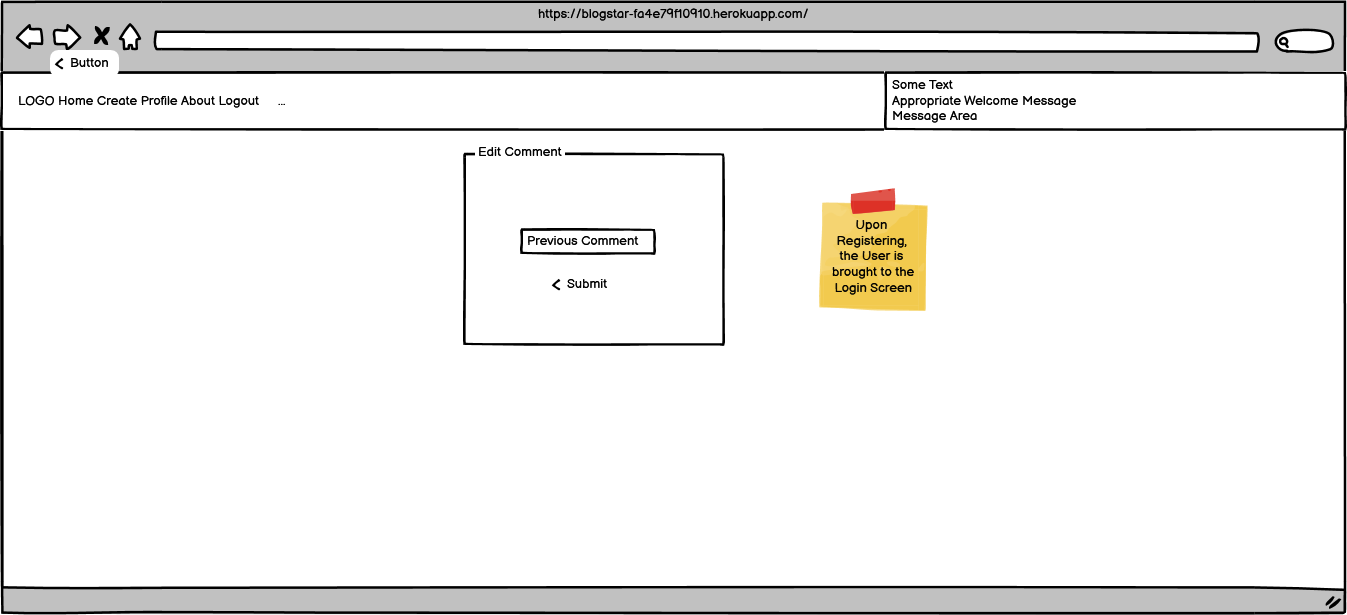 https://blogstar-fa4e79f10910.herokuapp.com/
Button
LOGO Home Create Profile About Logout ...
Some Text
Appropriate Welcome Message
Message Area
Edit Comment
Previous Comment
Submit
Upon
Registering,
the User is
brought to the
Login Screen